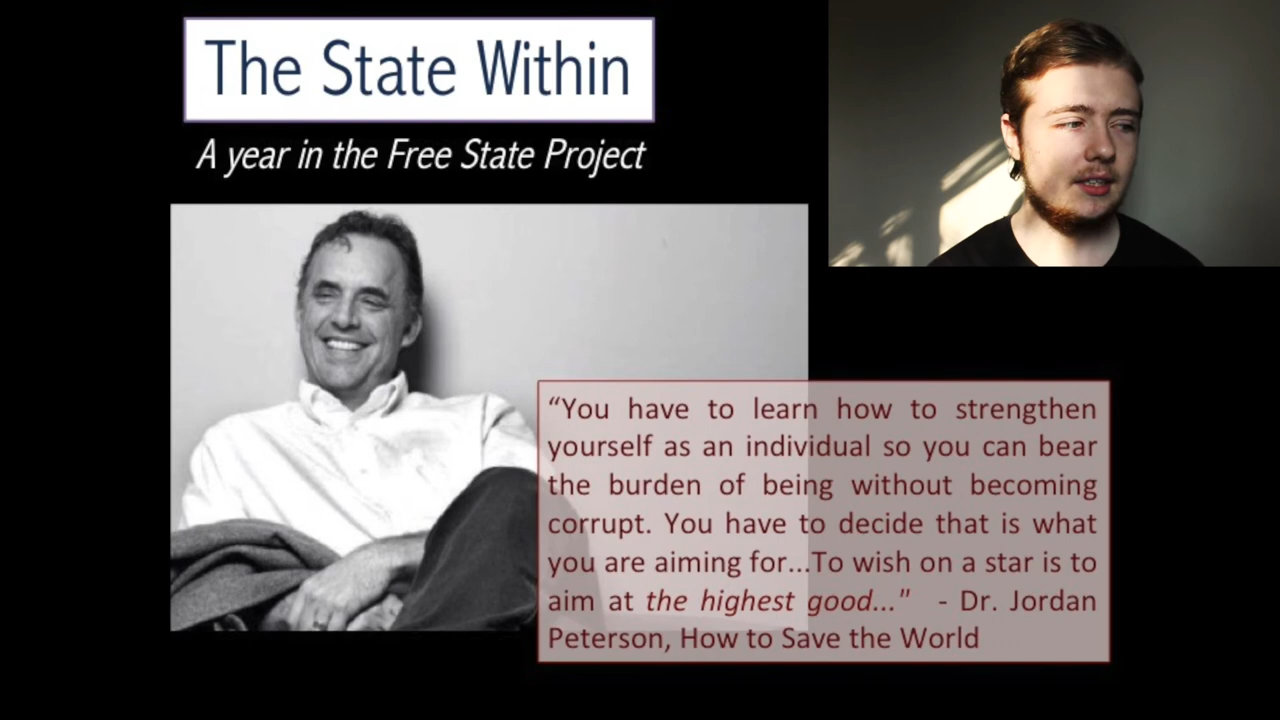 The State Within
A year in the Free State Project
“You have to learn how to strengthen
yourself as an individual so you can bear
the burden of being without becoming
corrupt. You have to decide that is what
you are aiming for...To wish on a star is to
aim at the highest good..." - Dr. Jordan
Peterson, How to Save the World